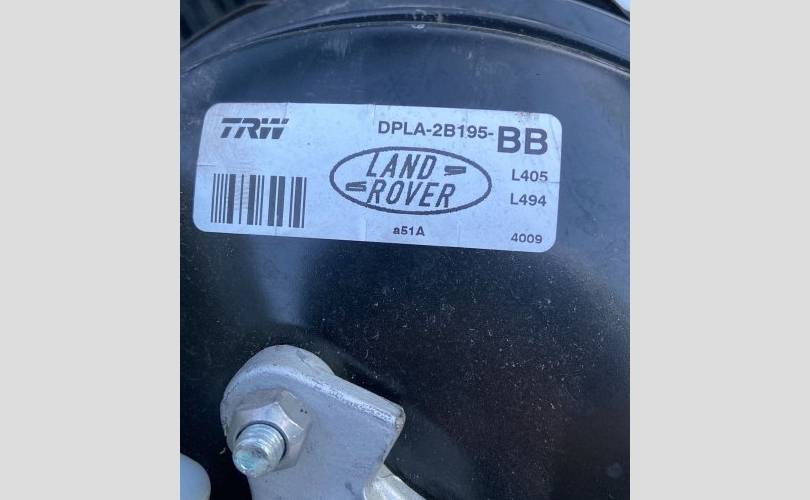 TRW
DPLA-2B195-BB
LAND
ROVER
L405
L494
a51A
4009